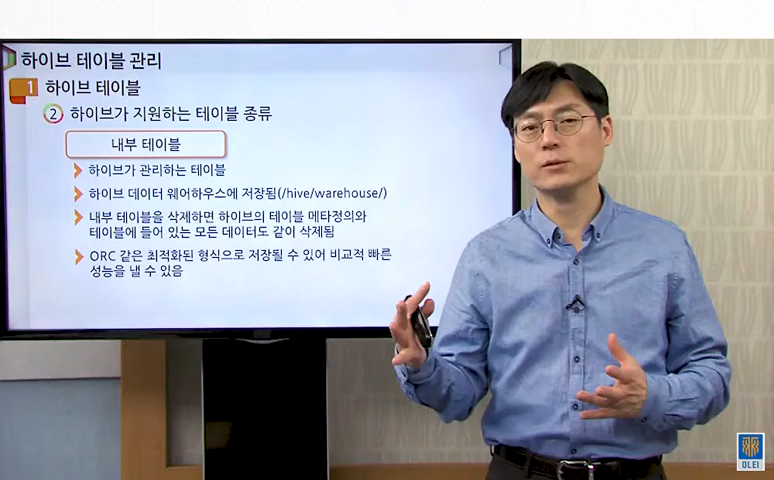 하이브 테이블 관리
1 하이브 테이블
2 하이브가 지원하는 테이블 종류
내부 테이블
하이브가 관리하는 테이블
하이브 데이터 웨어하우스에 저장됨(/hive/warehouse/)
내부 테이블을 삭제하면 하이브의 테이블 메타정의와
테이블에 들어 있는 모든 데이터도 같이 삭제됨
ORC 같은 최적화된 형식으로 저장될 수 있어 비교적 빠른
성능을 낼 수 있음
OLEI